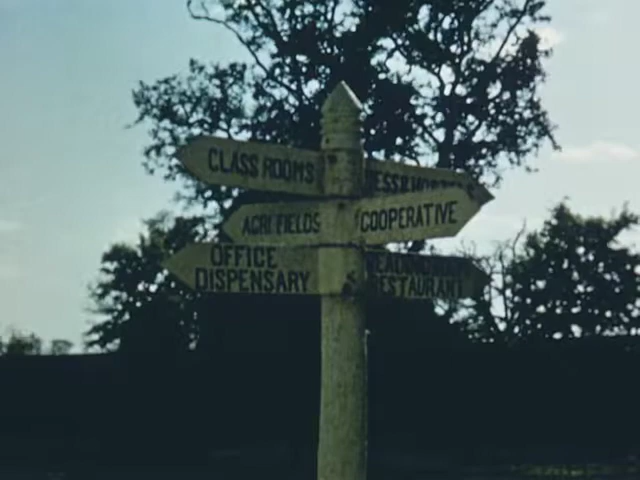 CLASS ROOMS
AGRI FIELDS
COOPERATIVE
OFFICE
DISPENSARY
RESTAURANT